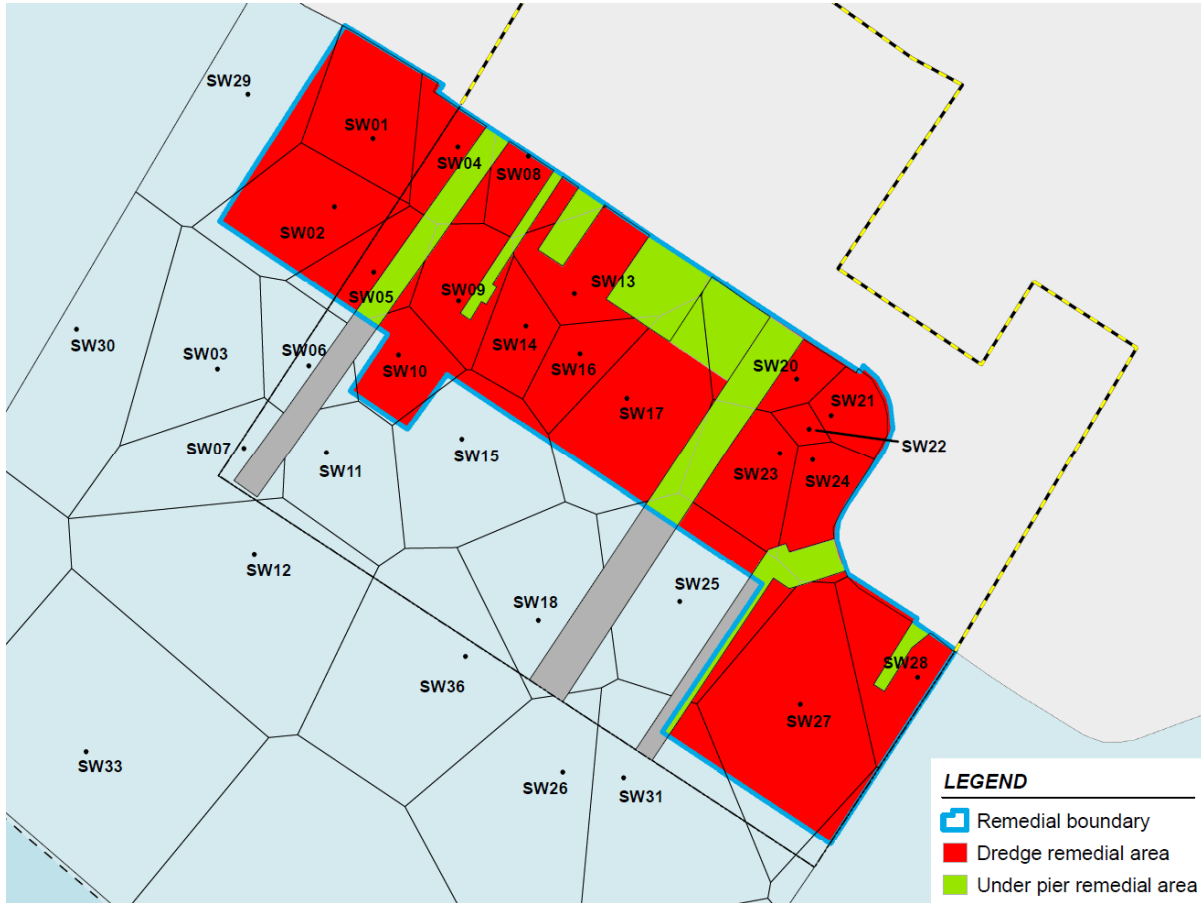 SW29
SW01
SW04
SW08
SW02
SW05
SW09
SW13
SW30
SW03
SW06
SW10
SW14
SW16
SW20
SW17
SW21
SW22
SW07
SW11
SW15
SW23
SW24
SW12
SW18
SW25
SW36
SW28
SW27
SW33
SW26
SW31
LEGEND
Remedial boundary
Dredge remedial area
Under pier remedial area